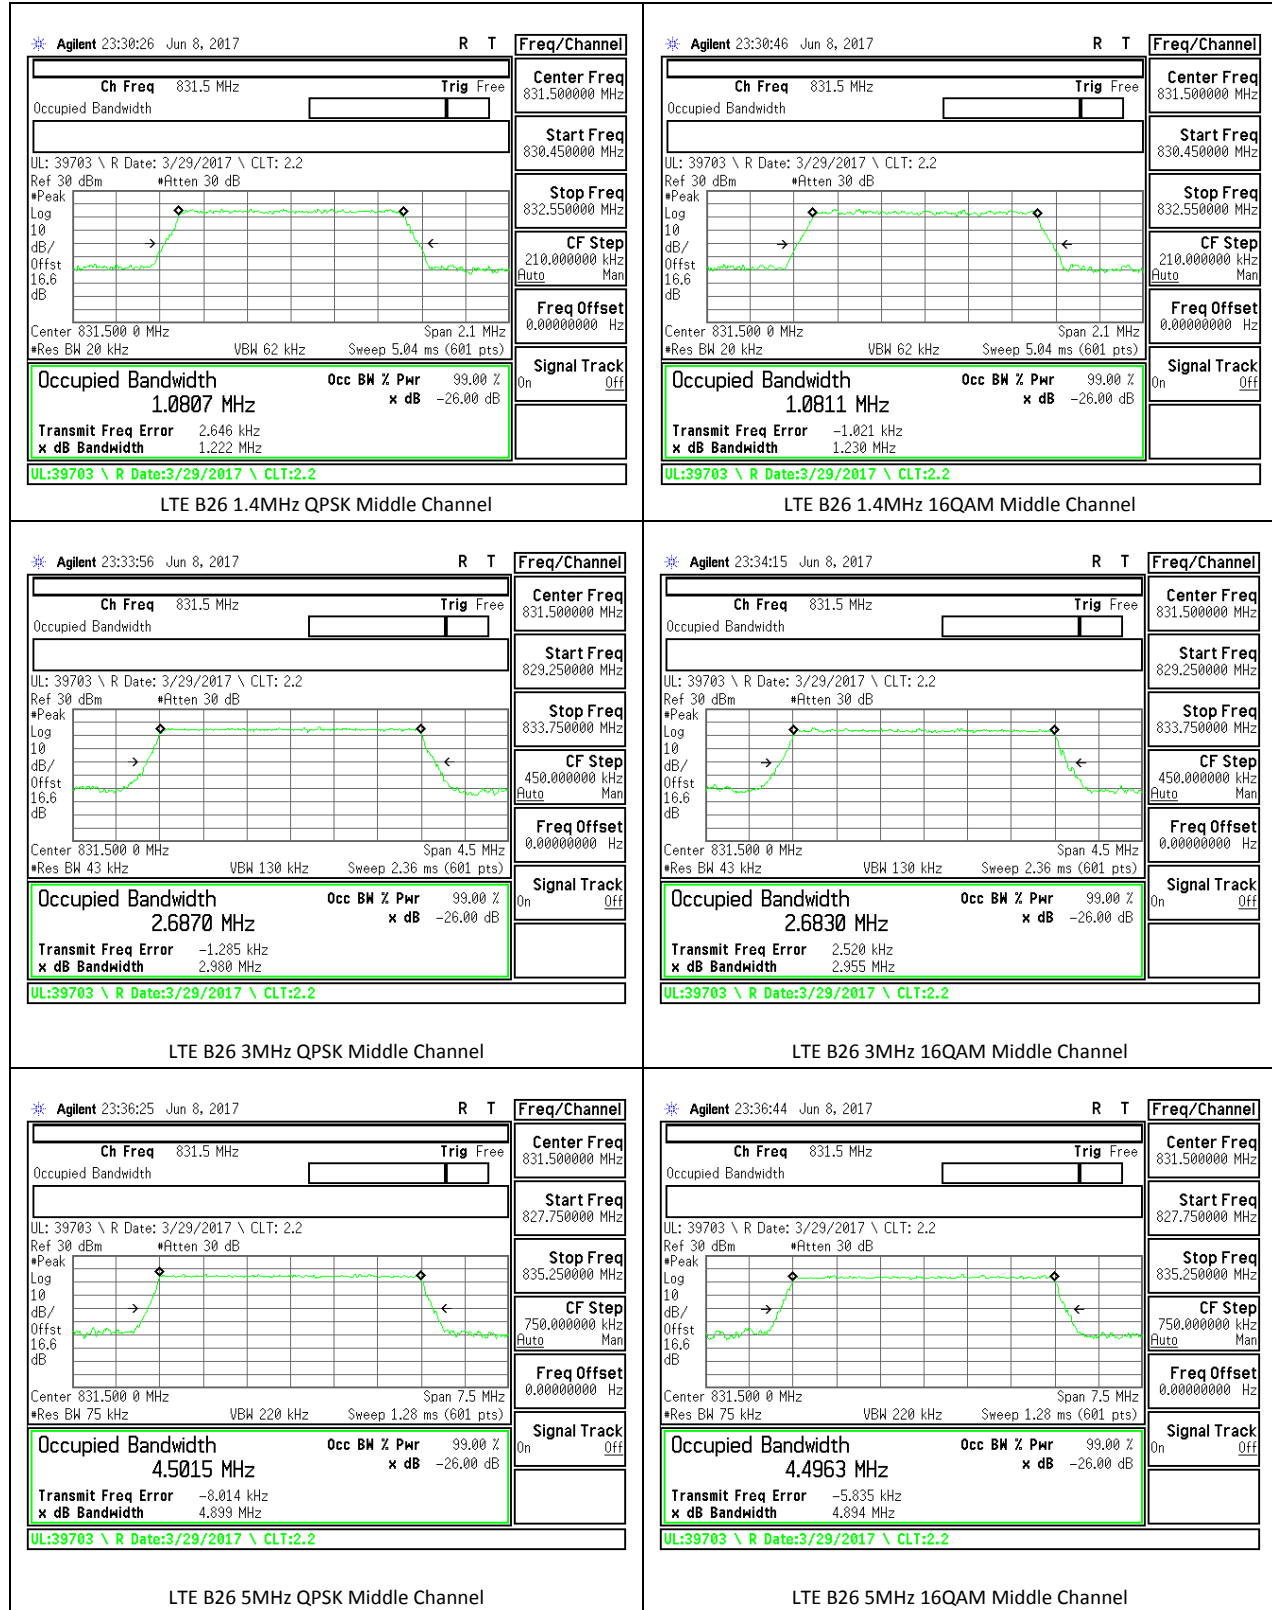 Agilent 23:30:26 Jun 8, 2017 R T Freq/Channel
Ch Freq 831.5 MHz Trig Free
Occupied Bandwidth
Center Freq
831.500000 MHz
Start Freq
830.450000 MHz
UL: 39703 \ R Date: 3/29/2017 \ CLT: 2.2
Ref 30 dBm #Atten 30 dB
#Peak
Log
10
dB/
Offst
16.6
dB
Stop Freq
832.550000 MHz
CF Step
210.000000 kHz
Auto Man
Freq Offset
0.00000000 Hz
Center 831.500 0 MHz Span 2.1 MHz
#Res BW 20 kHz VBW 62 kHz Sweep 5.04 ms (601 pts)
Signal Track
On Off
Occupied Bandwidth Occ BW % Pwr 99.00 %
1.0807 MHz x dB -26.00 dB
Transmit Freq Error 2.646 kHz
x dB Bandwidth 1.222 MHz
UL:39703 \ R Date:3/29/2017 \ CLT:2.2
LTE B26 1.4MHz QPSK Middle Channel
Agilent 23:30:46 Jun 8, 2017 R T Freq/Channel
Ch Freq 831.5 MHz Trig Free
Occupied Bandwidth
Center Freq
831.500000 MHz
Start Freq
830.450000 MHz
UL: 39703 \ R Date: 3/29/2017 \ CLT: 2.2
Ref 30 dBm #Atten 30 dB
#Peak
Log
10
dB/
Offst
16.6
dB
Stop Freq
832.550000 MHz
CF Step
210.000000 kHz
Auto Man
Freq Offset
0.00000000 Hz
Center 831.500 0 MHz Span 2.1 MHz
#Res BW 20 kHz VBW 62 kHz Sweep 5.04 ms (601 pts)
Signal Track
On Off
Occupied Bandwidth Occ BW % Pwr 99.00 %
1.0811 MHz x dB -26.00 dB
Transmit Freq Error -1.021 kHz
x dB Bandwidth 1.230 MHz
UL:39703 \ R Date:3/29/2017 \ CLT:2.2
LTE B26 1.4MHz 16QAM Middle Channel
Agilent 23:33:56 Jun 8, 2017 R T Freq/Channel
Ch Freq 831.5 MHz Trig Free
Occupied Bandwidth
Center Freq
831.500000 MHz
Start Freq
829.250000 MHz
UL: 39703 \ R Date: 3/29/2017 \ CLT: 2.2
Ref 30 dBm #Atten 30 dB
#Peak
Log
10
dB/
Offst
16.6
dB
Stop Freq
833.750000 MHz
CF Step
450.000000 kHz
Auto Man
Freq Offset
0.00000000 Hz
Center 831.500 0 MHz Span 4.5 MHz
#Res BW 43 kHz VBW 130 kHz Sweep 2.36 ms (601 pts)
Signal Track
On Off
Occupied Bandwidth Occ BW % Pwr 99.00 %
2.6870 MHz x dB -26.00 dB
Transmit Freq Error -1.285 kHz
x dB Bandwidth 2.980 MHz
UL:39703 \ R Date:3/29/2017 \ CLT:2.2
LTE B26 3MHz QPSK Middle Channel
Agilent 23:34:15 Jun 8, 2017 R T Freq/Channel
Ch Freq 831.5 MHz Trig Free
Occupied Bandwidth
Center Freq
831.500000 MHz
Start Freq
829.250000 MHz
UL: 39703 \ R Date: 3/29/2017 \ CLT: 2.2
Ref 30 dBm #Atten 30 dB
#Peak
Log
10
dB/
Offst
16.6
dB
Stop Freq
833.750000 MHz
CF Step
450.000000 kHz
Auto Man
Freq Offset
0.00000000 Hz
Center 831.500 0 MHz Span 4.5 MHz
#Res BW 43 kHz VBW 130 kHz Sweep 2.36 ms (601 pts)
Signal Track
On Off
Occupied Bandwidth Occ BW % Pwr 99.00 %
2.6830 MHz x dB -26.00 dB
Transmit Freq Error 2.520 kHz
x dB Bandwidth 2.955 MHz
UL:39703 \ R Date:3/29/2017 \ CLT:2.2
LTE B26 3MHz 16QAM Middle Channel
Agilent 23:36:25 Jun 8, 2017 R T Freq/Channel
Ch Freq 831.5 MHz Trig Free
Occupied Bandwidth
Center Freq
831.500000 MHz
Start Freq
827.750000 MHz
UL: 39703 \ R Date: 3/29/2017 \ CLT: 2.2
Ref 30 dBm #Atten 30 dB
#Peak
Log
10
dB/
Offst
16.6
dB
Stop Freq
835.250000 MHz
CF Step
750.000000 kHz
Auto Man
Freq Offset
0.00000000 Hz
Center 831.500 0 MHz Span 7.5 MHz
#Res BW 75 kHz VBW 220 kHz Sweep 1.28 ms (601 pts)
Signal Track
On Off
Occupied Bandwidth Occ BW % Pwr 99.00 %
4.5015 MHz x dB -26.00 dB
Transmit Freq Error -8.014 kHz
x dB Bandwidth 4.899 MHz
UL:39703 \ R Date:3/29/2017 \ CLT:2.2
LTE B26 5MHz QPSK Middle Channel
Agilent 23:36:44 Jun 8, 2017 R T Freq/Channel
Ch Freq 831.5 MHz Trig Free
Occupied Bandwidth
Center Freq
831.500000 MHz
Start Freq
827.750000 MHz
UL: 39703 \ R Date: 3/29/2017 \ CLT: 2.2
Ref 30 dBm #Atten 30 dB
#Peak
Log
10
dB/
Offst
16.6
dB
Stop Freq
835.250000 MHz
CF Step
750.000000 kHz
Auto Man
Freq Offset
0.00000000 Hz
Center 831.500 0 MHz Span 7.5 MHz
#Res BW 75 kHz VBW 220 kHz Sweep 1.28 ms (601 pts)
Signal Track
On Off
Occupied Bandwidth Occ BW % Pwr 99.00 %
4.4963 MHz x dB -26.00 dB
Transmit Freq Error -5.835 kHz
x dB Bandwidth 4.894 MHz
UL:39703 \ R Date:3/29/2017 \ CLT:2.2
LTE B26 5MHz 16QAM Middle Channel